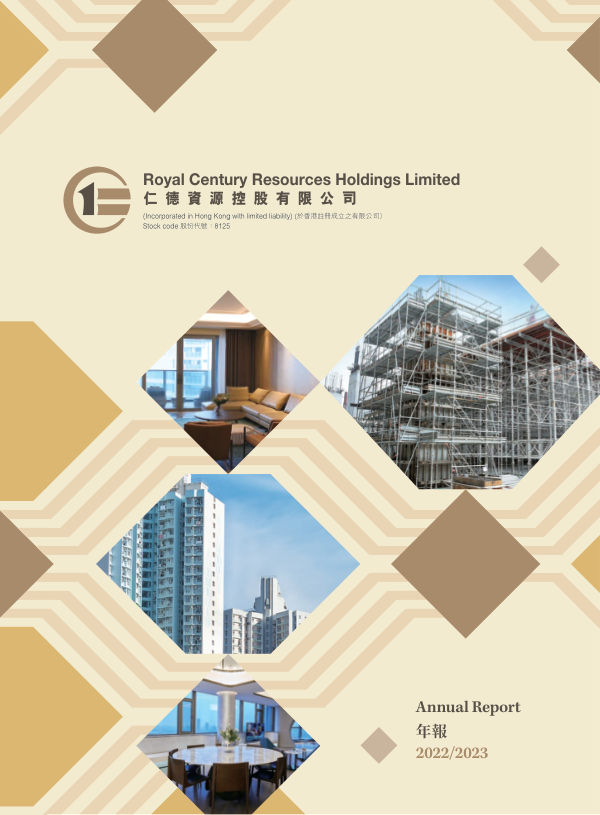 Royal Century Resources Holdings Limited
仁德資源控股有限公司
(Incorporated in Hong Kong with limited liability) (於香港註冊成立之有限公司)
Stock code 股份代號：8125
Annual Report
年報
2022/2023